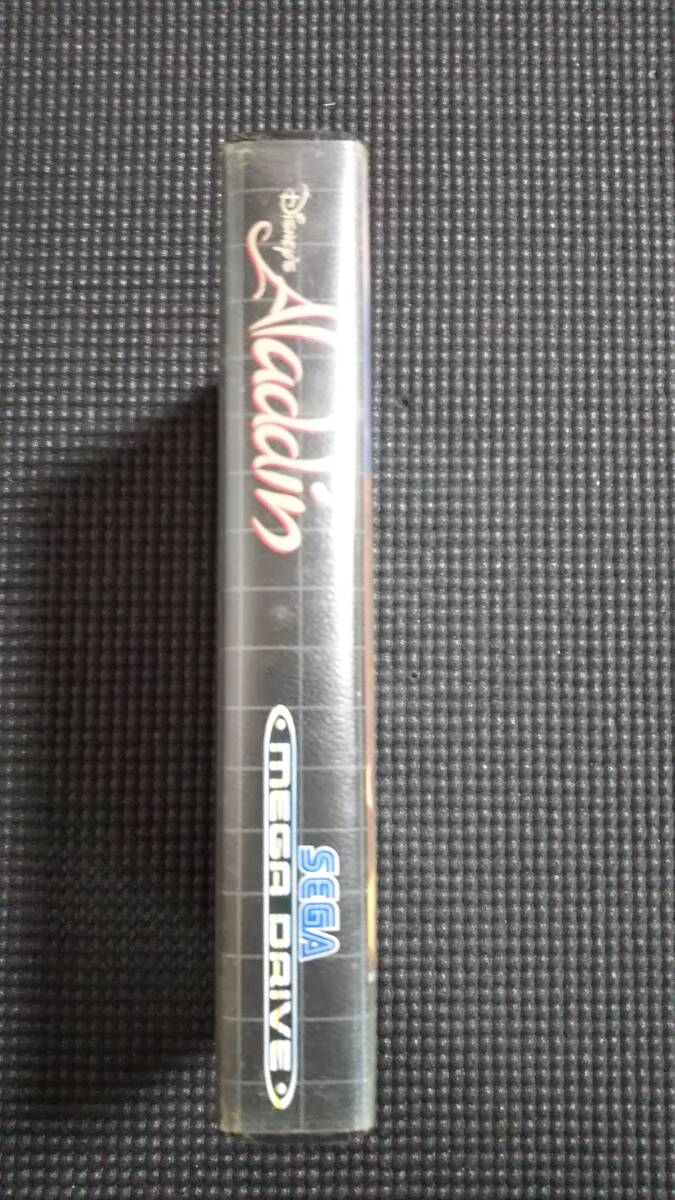 Disney's
Aladdin
SEGA
MEGA DRIVE